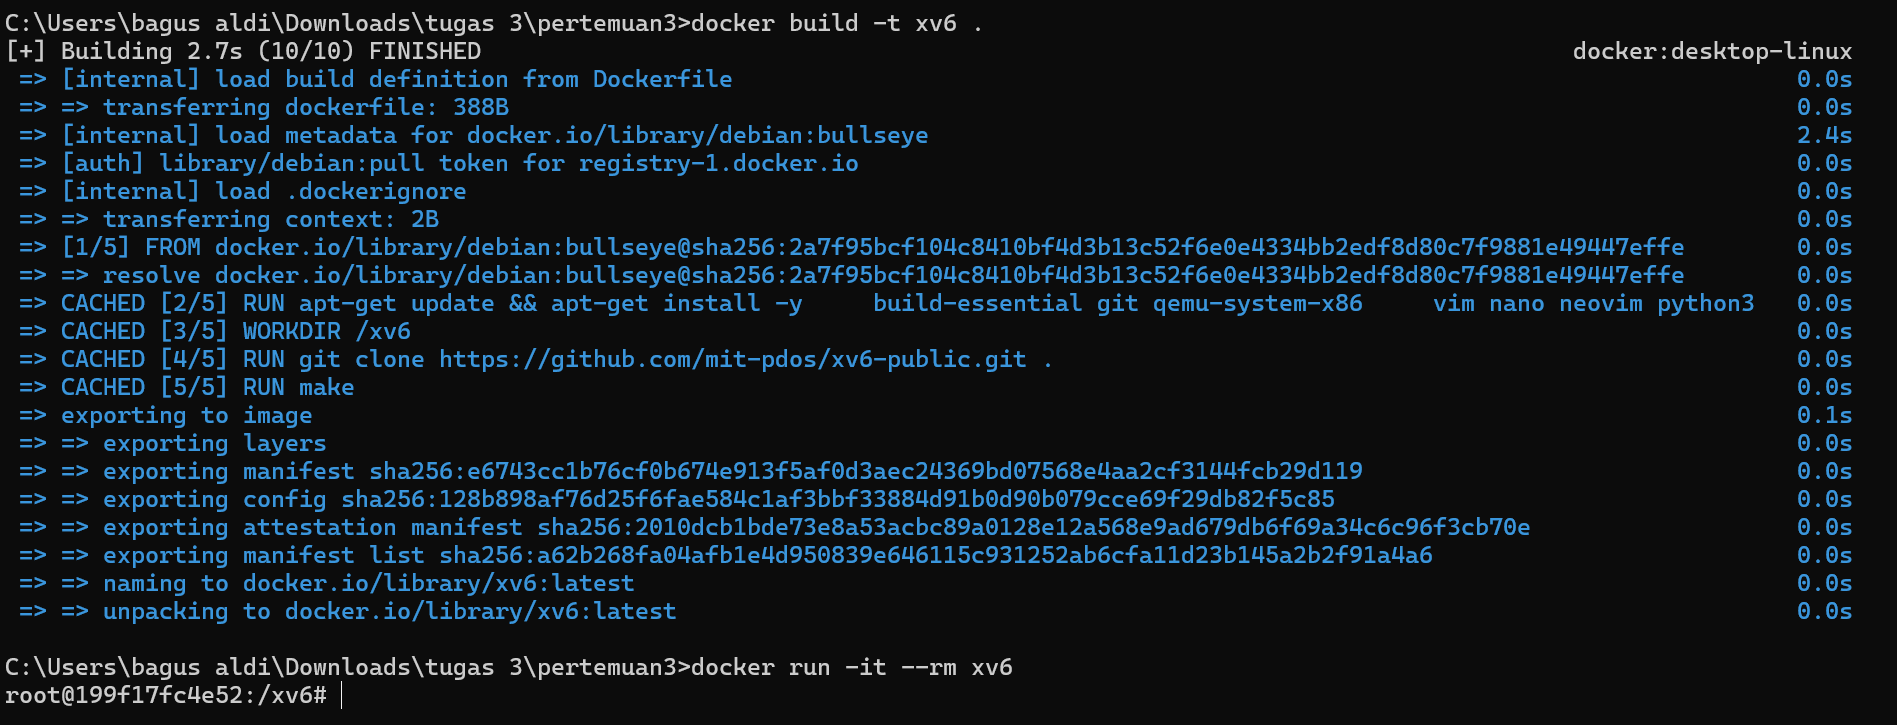 C:\Users\bagus aldi\Downloads\tugas 3\pertemuan3>docker build -t xv6 .
[+] Building 2.7s (10/10) FINISHED docker:desktop-linux
=> [internal] load build definition from Dockerfile 0.0s
=> => transferring dockerfile: 388B 0.0s
=> [internal] load metadata for docker.io/library/debian:bullseye 2.4s
=> [auth] library/debian:pull token for registry-1.docker.io 0.0s
=> [internal] load .dockerignore 0.0s
=> => transferring context: 2B 0.0s
=> [1/5] FROM docker.io/library/debian:bullseye@sha256:2a7f95bcf104c8410bf4d3b13c52f6e0e4334bb2edf8d80c7f9881e49447effe 0.0s
=> => resolve docker.io/library/debian:bullseye@sha256:2a7f95bcf104c8410bf4d3b13c52f6e0e4334bb2edf8d80c7f9881e49447effe 0.0s
=> CACHED [2/5] RUN apt-get update && apt-get install -y     build-essential git qemu-system-x86     vim nano neovim python3 0.0s
=> CACHED [3/5] WORKDIR /xv6 0.0s
=> CACHED [4/5] RUN git clone https://github.com/mit-pdos/xv6-public.git . 0.0s
=> CACHED [5/5] RUN make 0.0s
=> exporting to image 0.1s
=> => exporting layers 0.0s
=> => exporting manifest sha256:e6743cc1b76cf0b674e913f5af0d3aec24369bd07568e4aa2cf3144fcb29d119 0.0s
=> => exporting config sha256:128b898af76d25f6fae584c1af3bbf33884d91b0d90b079cce69f29db82f5c85 0.0s
=> => exporting attestation manifest sha256:2010dcb1bde73e8a53acbc89a0128e12a568e9ad679db6f69a34c6c96f3cb70e 0.0s
=> => exporting manifest list sha256:a62b268fa04afb1e4d950839e646115c931252ab6cfa11d23b145a2b2f91a4a6 0.0s
=> => naming to docker.io/library/xv6:latest 0.0s
=> => unpacking to docker.io/library/xv6:latest 0.0s
C:\Users\bagus aldi\Downloads\tugas 3\pertemuan3>docker run -it --rm xv6
root@199f17fc4e52:/xv6#